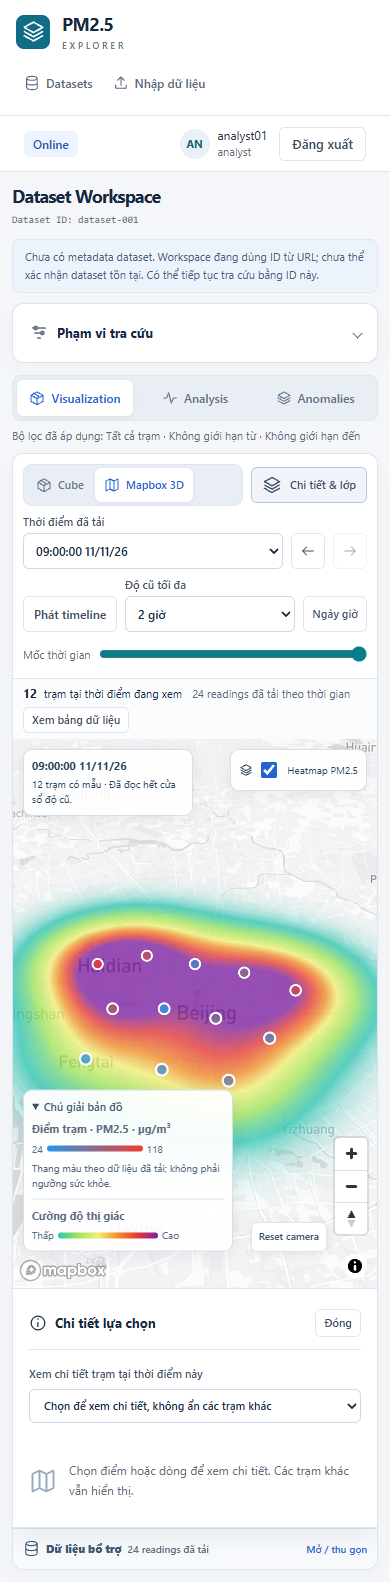 PM2.5
EXPLORER
Datasets
Nhập dữ liệu
Online
AN
analyst01
analyst
Đăng xuất
Dataset Workspace
Dataset ID: dataset-001
Chưa có metadata dataset. Workspace đang dùng ID từ URL; chưa thể
xác nhận dataset tồn tại. Có thể tiếp tục tra cứu bằng ID này.
Phạm vi tra cứu
Visualization
Analysis
Anomalies
Bộ lọc đã áp dụng: Tất cả trạm · Không giới hạn từ · Không giới hạn đến
Cube
Mapbox 3D
Chi tiết & lớp
Thời điểm đã tải
09:00:00 11/11/26
Độ cũ tối đa
Phát timeline
2 giờ
Ngày giờ
Mốc thời gian
12 trạm tại thời điểm đang xem 24 readings đã tải theo thời gian
Xem bảng dữ liệu
09:00:00 11/11/26
12 trạm có mẫu · Đã đọc hết cửa
sổ độ cũ.
Heatmap PM2.5
Haidian
Beijing
ingshan
Fengtai
Yizhuang
Chú giải bản đồ
Điểm trạm · PM2.5 · µg/m³
24
118
Thang màu theo dữ liệu đã tải; không phải
ngưỡng sức khỏe.
Cường độ thị giác
Thấp
Cao
Reset camera
mapbox
Chi tiết lựa chọn
Đóng
Xem chi tiết trạm tại thời điểm này
Chọn để xem chi tiết, không ẩn các trạm khác
Chọn điểm hoặc dòng để xem chi tiết. Các trạm khác
vẫn hiển thị.
Dữ liệu bổ trợ 24 readings đã tải
Mở / thu gọn